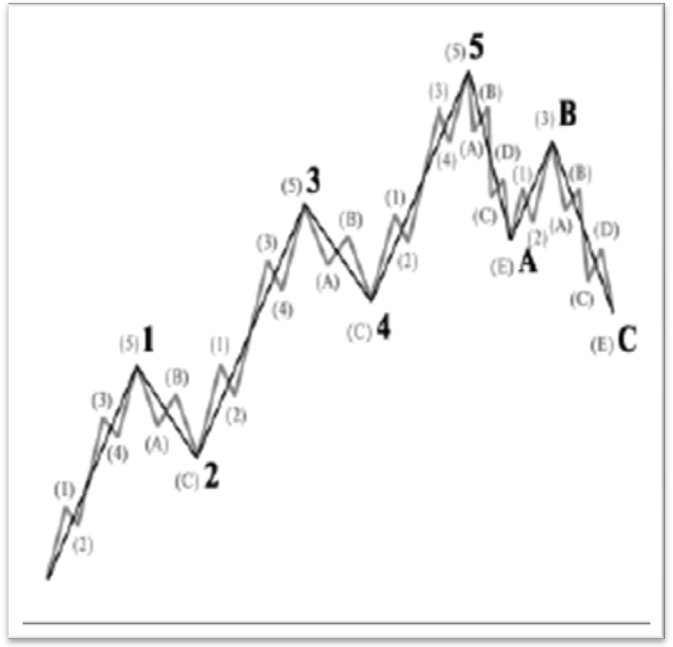 (5) 5
(3)
(B)
(4)
(A)
(D)
(3) B
(5) 3
(1)
(1)
(B)
(C)
(2)
(A)
(B)
(3)
(2)
(E) A
(D)
(A)
(4)
(C)
(C) 4
(5) 1
(1)
(E) C
(B)
(3)
(2)
(A)
(4)
(C) 2
(1)
(2)